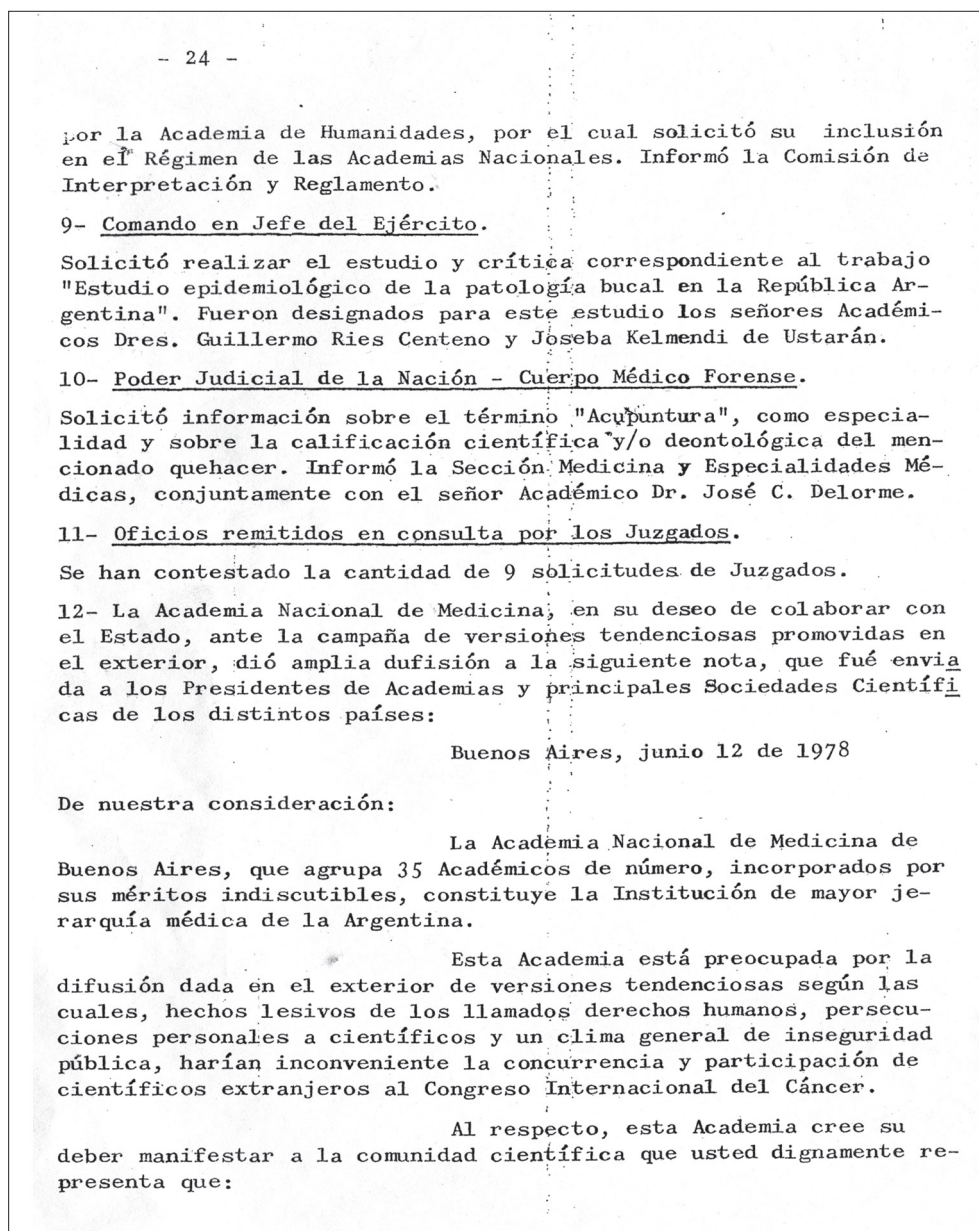 - 24 -
por la Academia de Humanidades, por el cual solicitó su inclusión
en el Régimen de las Academias Nacionales. Informó la Comisión de
Interpretación y Reglamento.
9- Comando en Jefe del Ejército.
Solicitó realizar el estudio y crítica correspondiente al trabajo
"Estudio epidemiológico de la patología bucal en la República Ar-
gentina". Fueron designados para este estudio los señores Académi-
cos Dres. Guillermo Ries Centeno y Joseba Kelmendi de Ustarán.
10- Poder Judicial de la Nación - Cuerpo Médico Forense.
Solicitó información sobre el término "Acupuntura", como especia-
lidad y sobre la calificación científica y/o deontológica del men-
cionado quehacer. Informó la Sección Medicina y Especialidades Mé-
dicas, conjuntamente con el señor Académico Dr. José C. Delorme.
11- Oficios remitidos en consulta por los Juzgados.
Se han contestado la cantidad de 9 solicitudes de Juzgados.
12- La Academia Nacional de Medicina, en su deseo de colaborar con
el Estado, ante la campaña de versiones tendenciosas promovidas en
el exterior, dió amplia dufisión a la siguiente nota, que fué envia
da a los Presidentes de Academias y principales Sociedades Científi
cas de los distintos países:
Buenos Aires, junio 12 de 1978
De nuestra consideración:
La Academia Nacional de Medicina de
Buenos Aires, que agrupa 35 Académicos de número, incorporados por
sus méritos indiscutibles, constituye la Institución de mayor je-
rarquía médica de la Argentina.
Esta Academia está preocupada por la
difusión dada en el exterior de versiones tendenciosas según las
cuales, hechos lesivos de los llamados derechos humanos, persecu-
ciones personales a científicos y un clima general de inseguridad
pública, harían inconveniente la concurrencia y participación de
científicos extranjeros al Congreso Internacional del Cáncer.
Al respecto, esta Academia cree su
deber manifestar a la comunidad científica que usted dignamente re-
presenta que: